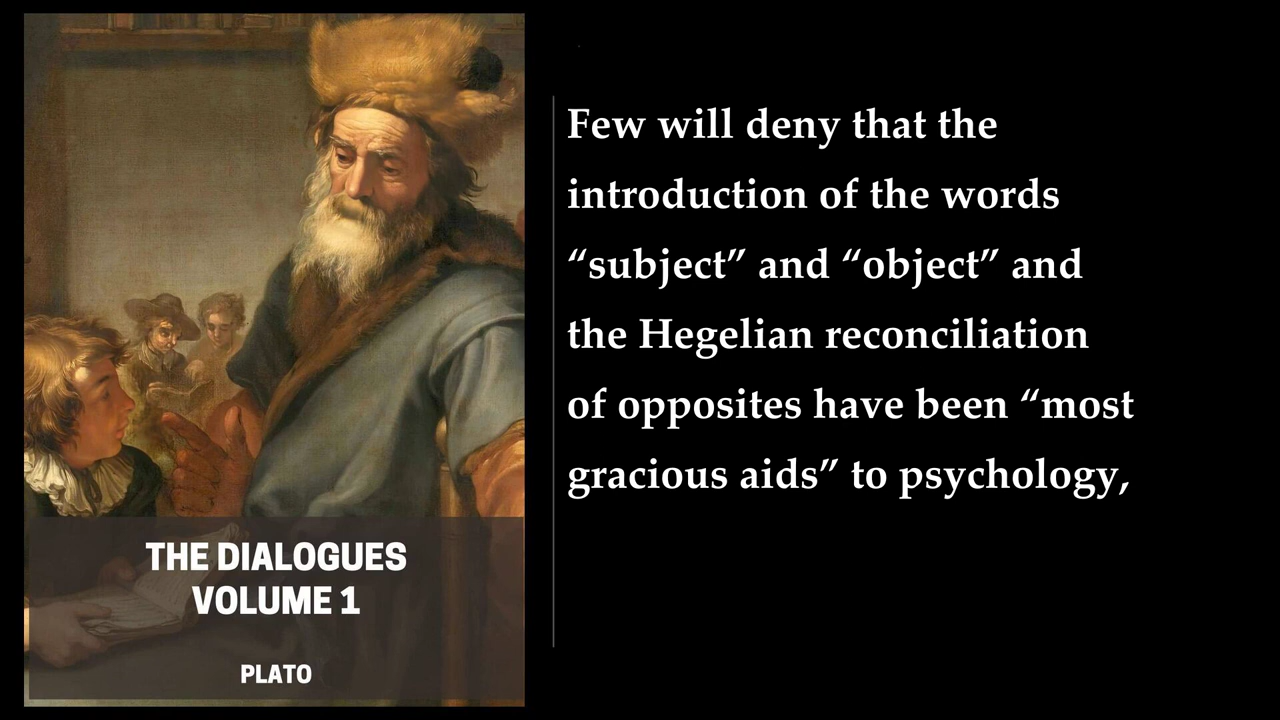 THE DIALOGUES
VOLUME 1
PLATO
Few will deny that the
introduction of the words
“subject” and “object” and
the Hegelian reconciliation
of opposites have been “most
gracious aids” to psychology,